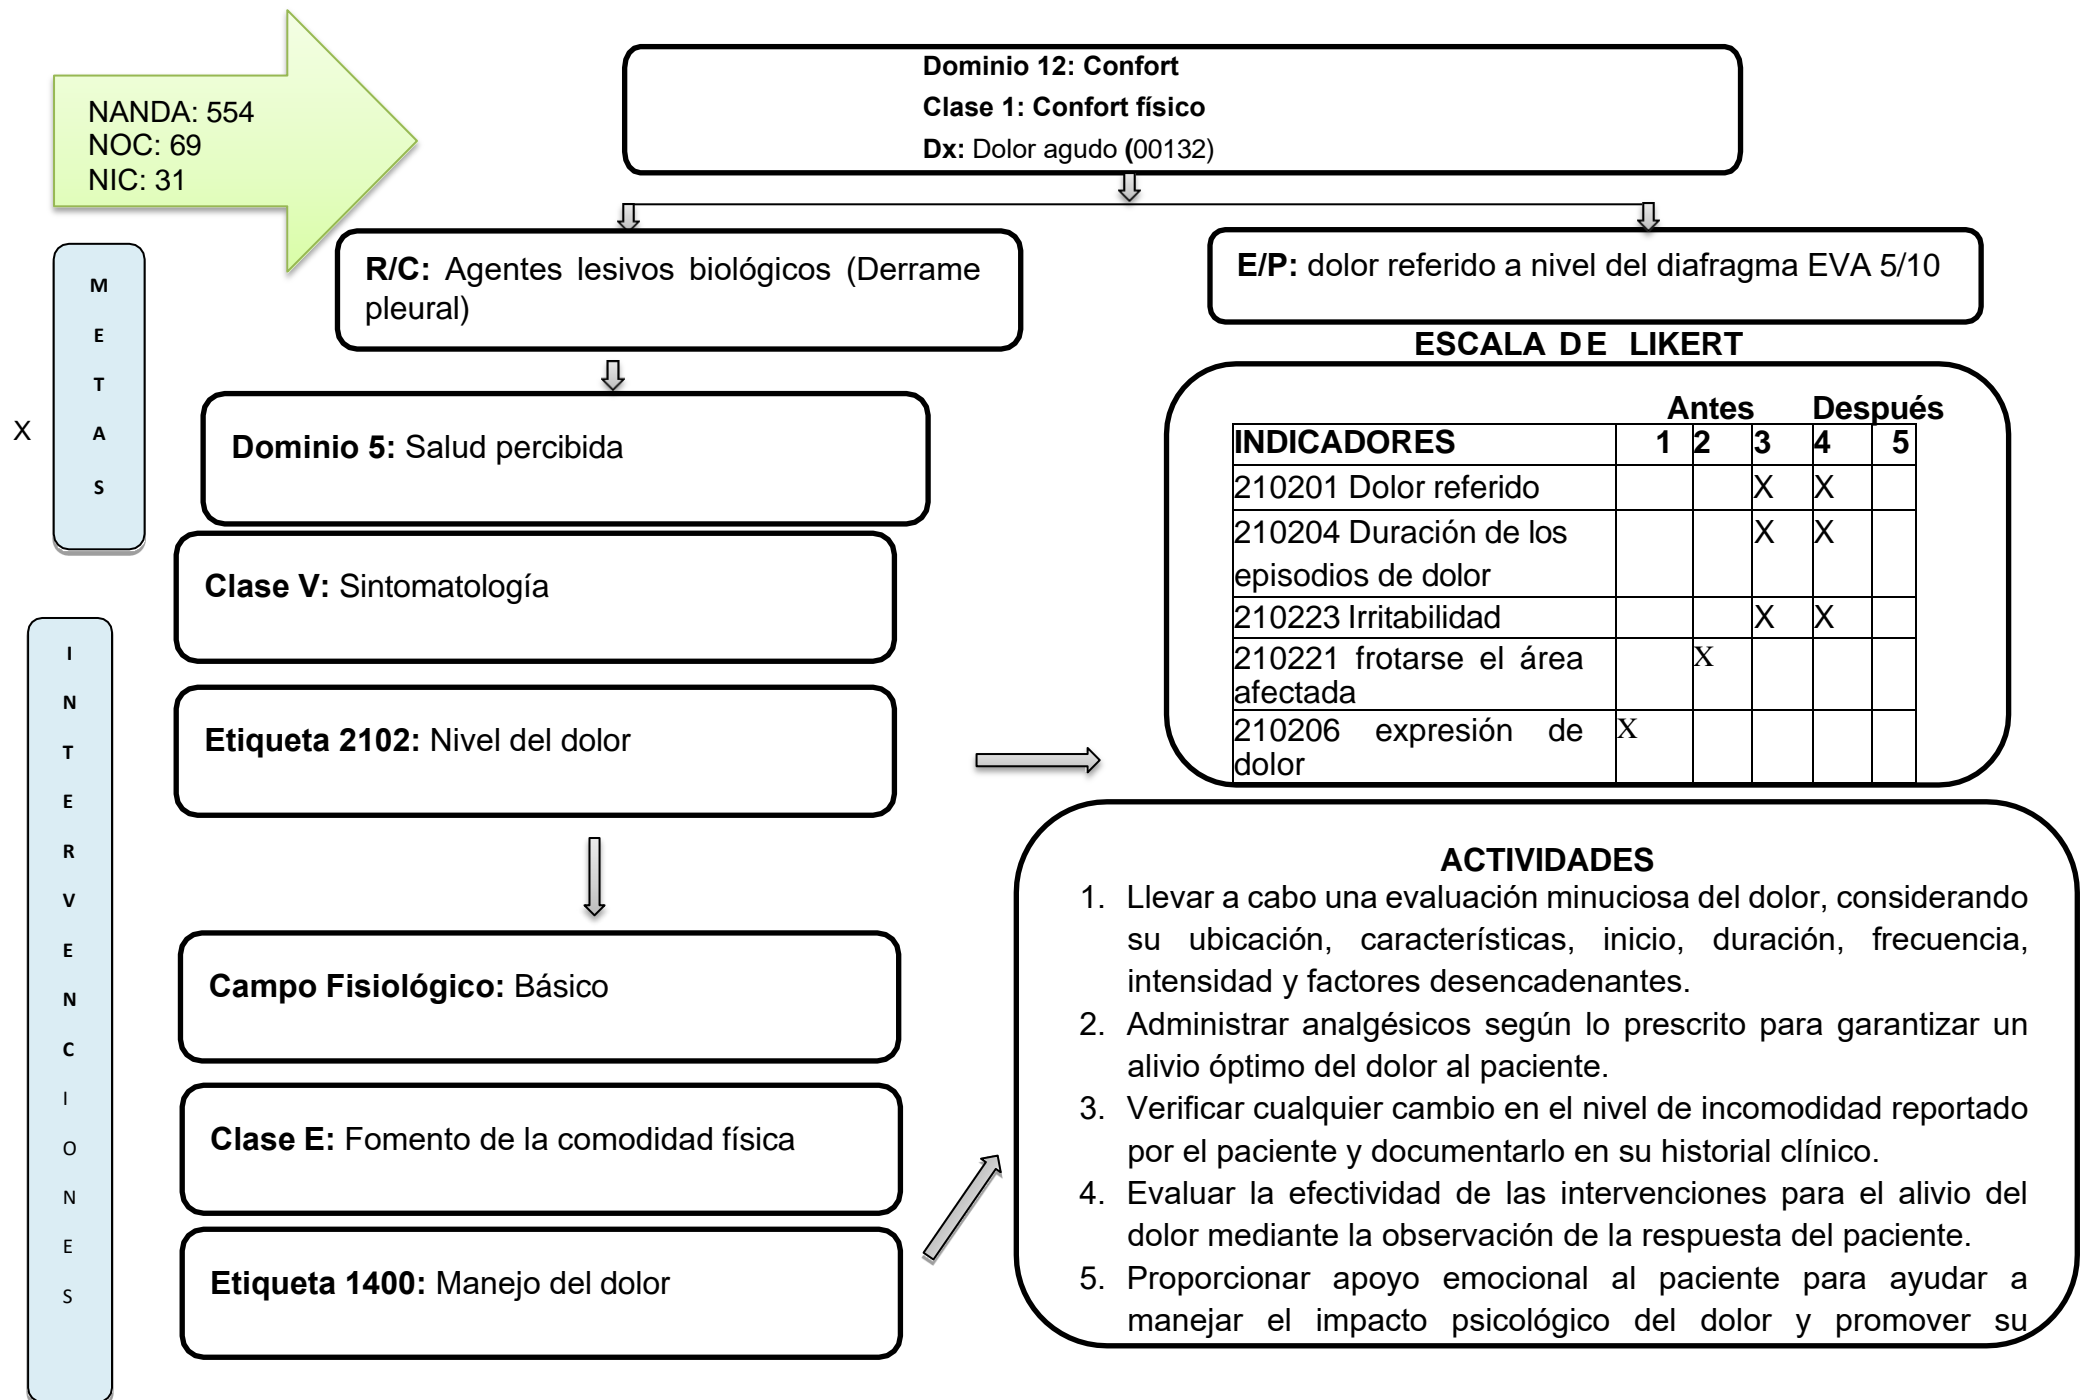 NANDA: 554
NOC: 69
NIC: 31
Dominio 12: Confort
Clase 1: Confort físico
Dx: Dolor agudo (00132)
R/C: Agentes lesivos biológicos (Derrame
pleural)
E/P: dolor referido a nivel del diafragma EVA 5/10
M
E
T
A
S
X
Dominio 5: Salud percibida
Clase V: Sintomatología
Etiqueta 2102: Nivel del dolor
ESCALA DE LIKERT
Antes Después
INDICADORES 1 2 3 4 5
210201 Dolor referido X X
210204 Duración de los X X
episodios de dolor
210223 Irritabilidad X X
210221 frotarse el área X
afectada
210206 expresión de X
dolor
I
N
T
E
R
V
E
N
C
I
O
N
E
S
Campo Fisiológico: Básico
Clase E: Fomento de la comodidad física
Etiqueta 1400: Manejo del dolor
ACTIVIDADES
1. Llevar a cabo una evaluación minuciosa del dolor, considerando
su ubicación, características, inicio, duración, frecuencia,
intensidad y factores desencadenantes.
2. Administrar analgésicos según lo prescrito para garantizar un
alivio óptimo del dolor al paciente.
3. Verificar cualquier cambio en el nivel de incomodidad reportado
por el paciente y documentarlo en su historial clínico.
4. Evaluar la efectividad de las intervenciones para el alivio del
dolor mediante la observación de la respuesta del paciente.
5. Proporcionar apoyo emocional al paciente para ayudar a
manejar el impacto psicológico del dolor y promover su